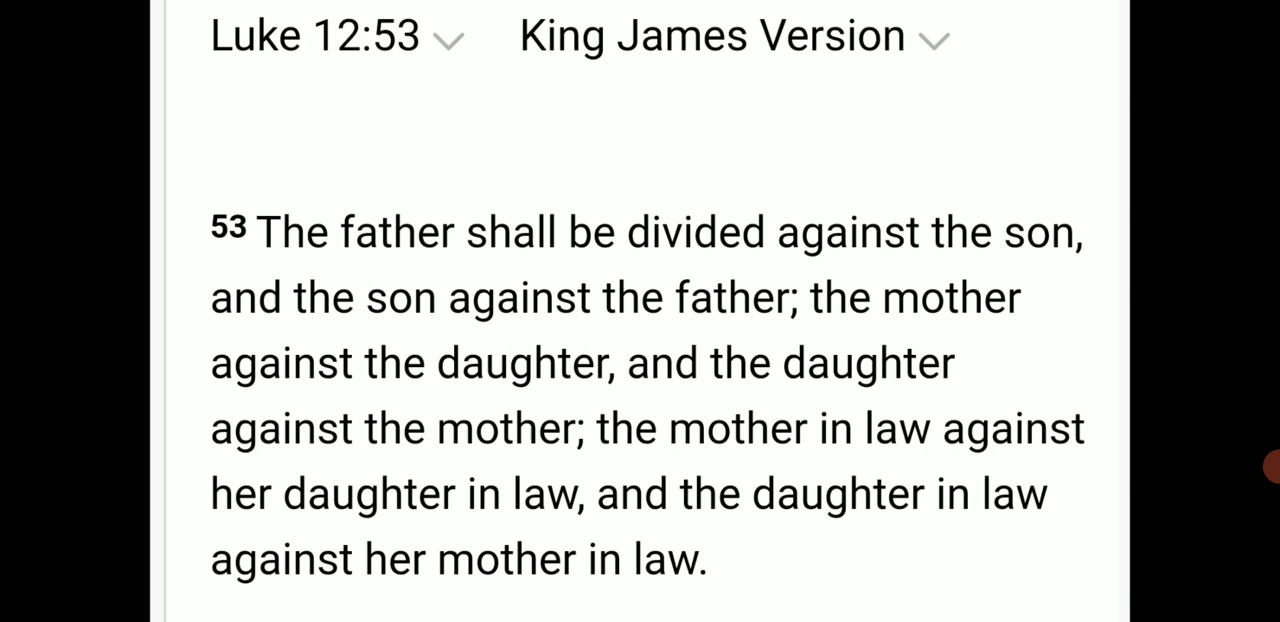 Luke 12:53 King James Version
53 The father shall be divided against the son,
and the son against the father; the mother
against the daughter, and the daughter
against the mother; the mother in law against
her daughter in law, and the daughter in law
against her mother in law.